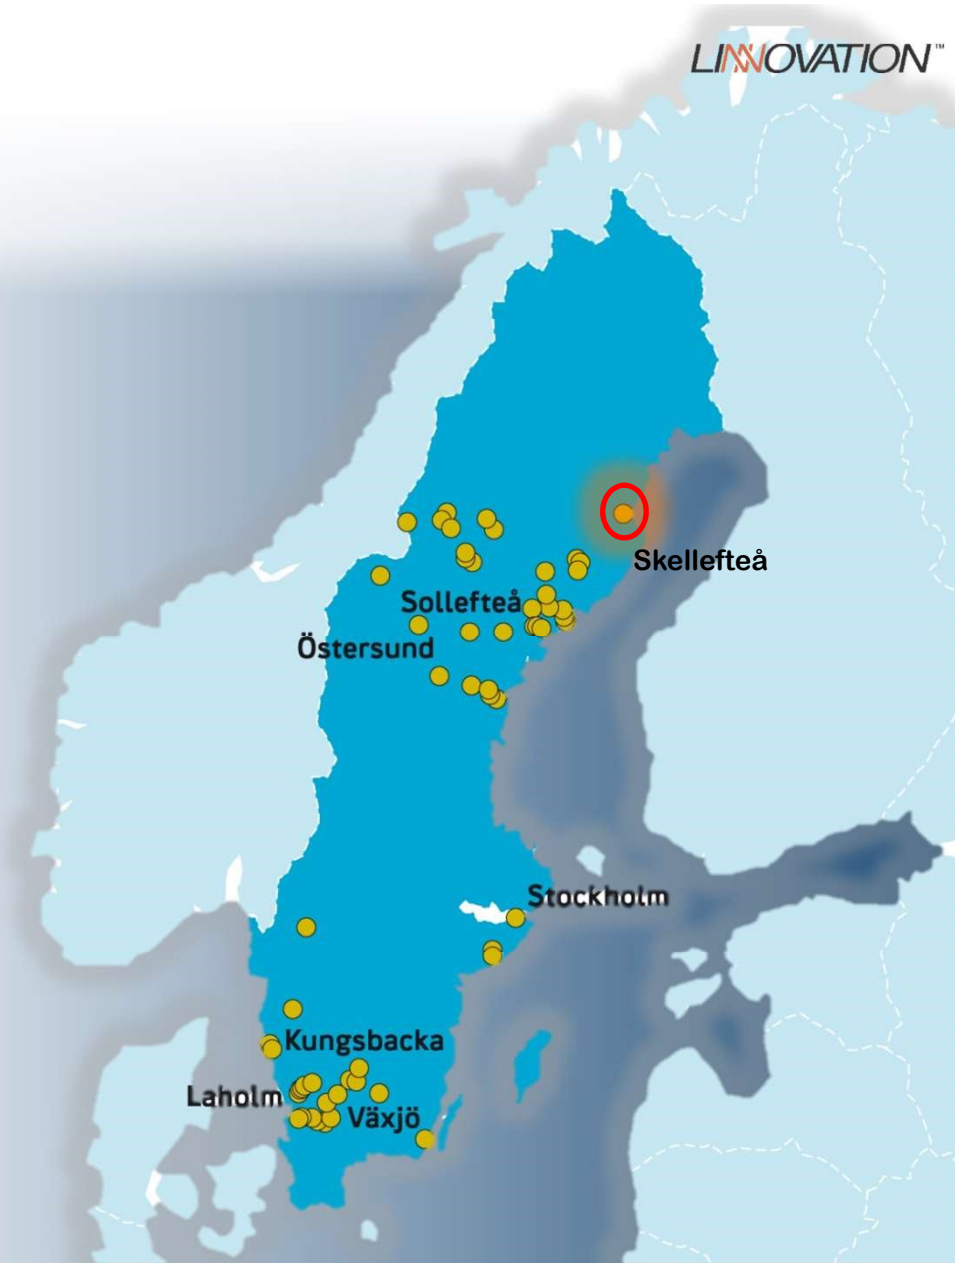 LINNOVATION™
Skellefteå
Sollefteå
Östersund
Stockholm
Kungsbacka
Laholm
Växjö